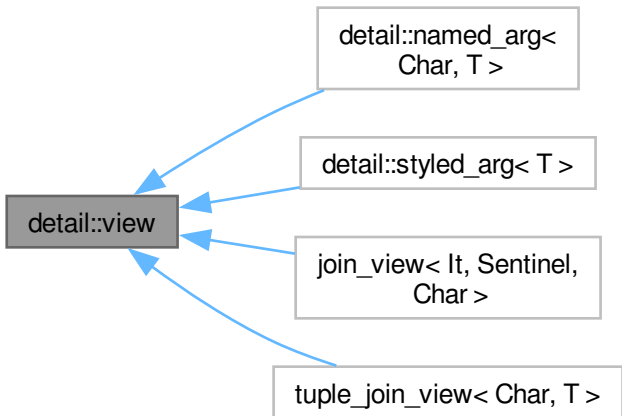 detail::named_arg<
Char, T >
detail::styled_arg< T >
detail::view
join_view< It, Sentinel,
Char >
tuple_join_view< Char, T >